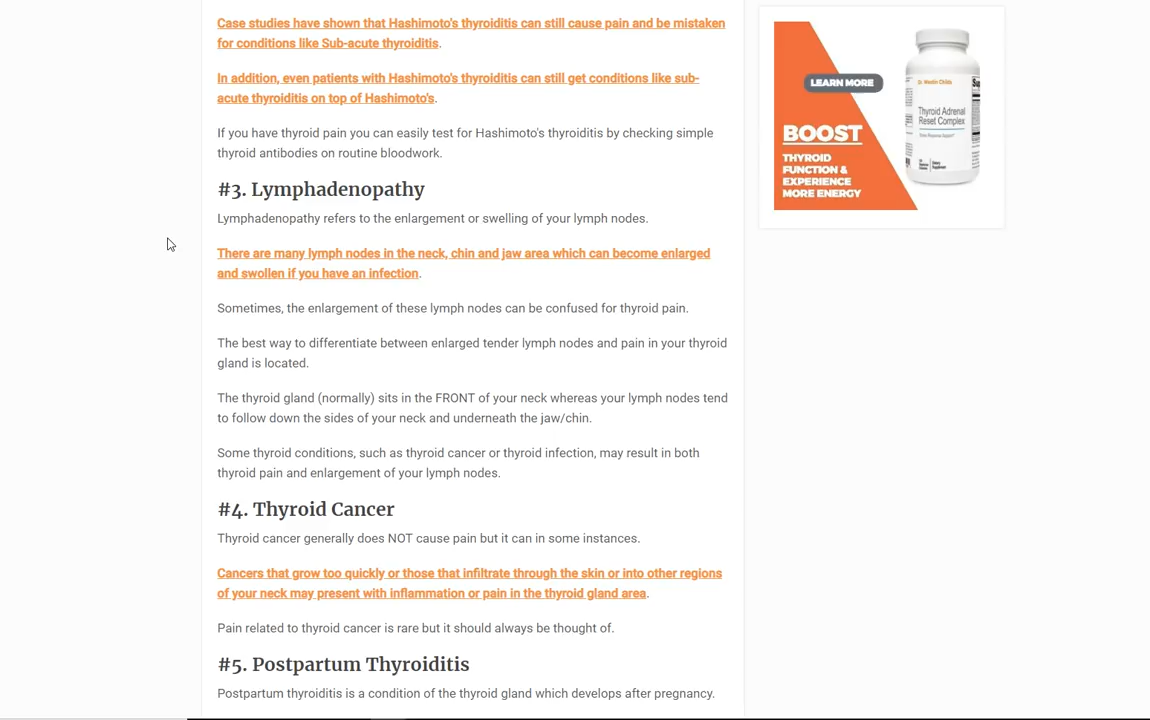 Case studies have shown that Hashimoto's thyroiditis can still cause pain and be mistaken
for conditions like Sub-acute thyroiditis.
In addition, even patients with Hashimoto's thyroiditis can still get conditions like sub-
acute thyroiditis on top of Hashimoto's.
If you have thyroid pain you can easily test for Hashimoto's thyroiditis by checking simple
thyroid antibodies on routine bloodwork.
#3. Lymphadenopathy
Lymphadenopathy refers to the enlargement or swelling of your lymph nodes.
There are many lymph nodes in the neck, chin and jaw area which can become enlarged
and swollen if you have an infection.
Sometimes, the enlargement of these lymph nodes can be confused for thyroid pain.
The best way to differentiate between enlarged tender lymph nodes and pain in your thyroid
gland is located.
The thyroid gland (normally) sits in the FRONT of your neck whereas your lymph nodes tend
to follow down the sides of your neck and underneath the jaw/chin.
Some thyroid conditions, such as thyroid cancer or thyroid infection, may result in both
thyroid pain and enlargement of your lymph nodes.
#4. Thyroid Cancer
Thyroid cancer generally does NOT cause pain but it can in some instances.
Cancers that grow too quickly or those that infiltrate through the skin or into other regions
of your neck may present with inflammation or pain in the thyroid gland area.
Pain related to thyroid cancer is rare but it should always be thought of.
#5. Postpartum Thyroiditis
Postpartum thyroiditis is a condition of the thyroid gland which develops after pregnancy.
LEARN MORE
BOOST
THYROID
FUNCTION &
EXPERIENCE
MORE ENERGY
Dr. Westin Childs
Thyroid Adrenal
Reset Complex